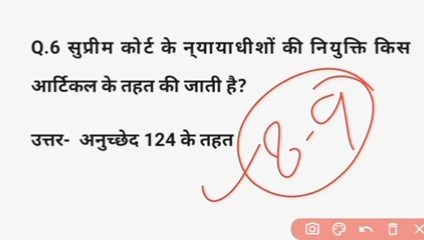 Q.6 सुप्रीम कोर्ट के न्यायाधीशों की नियुक्ति किस
आर्टिकल के तहत की जाती है?
उत्तर- अनुच्छेद 124 के तहत